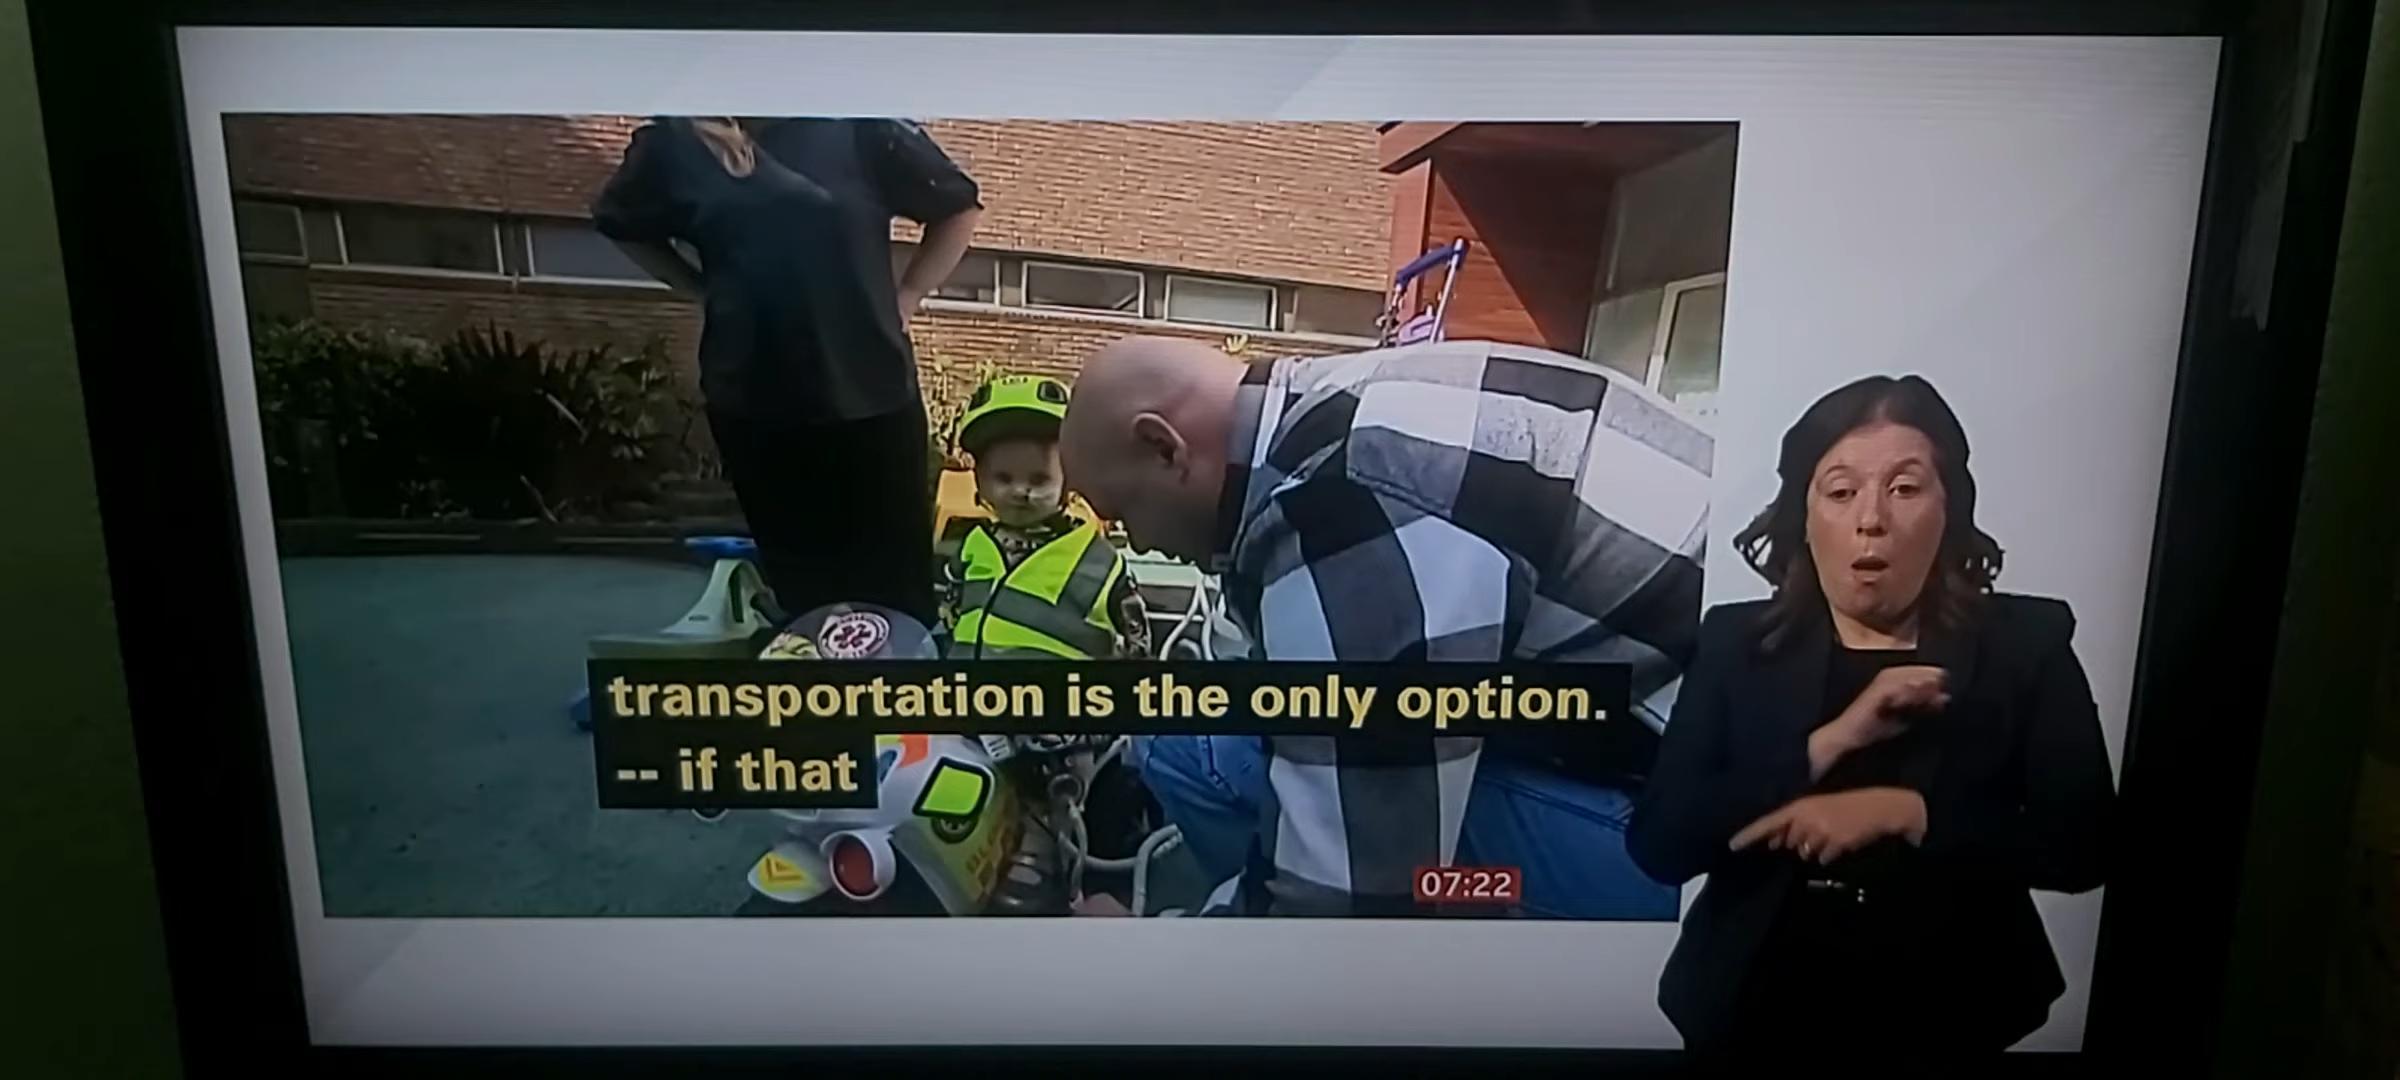 transportation is the only option.
-- if that
07:22